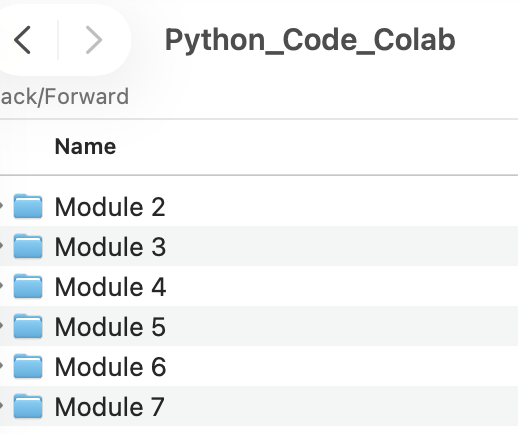 Python_Code_Colab
ack/Forward
Name
Module 2
Module 3
Module 4
Module 5
Module 6
Module 7